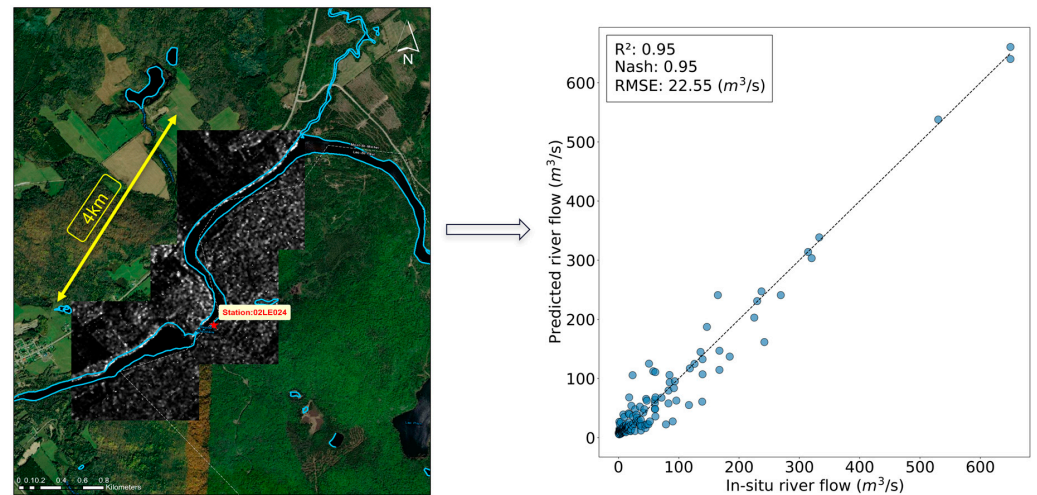 N
4km
Station:02LE024
0 0.10.2 0.4 0.6 0.8
Kilometers
R²: 0.95
Nash: 0.95
RMSE: 22.55 (m³/s)
Predicted river flow (m³/s)
600
500
400
300
200
100
0
0 100 200 300 400 500 600
In-situ river flow (m³/s)